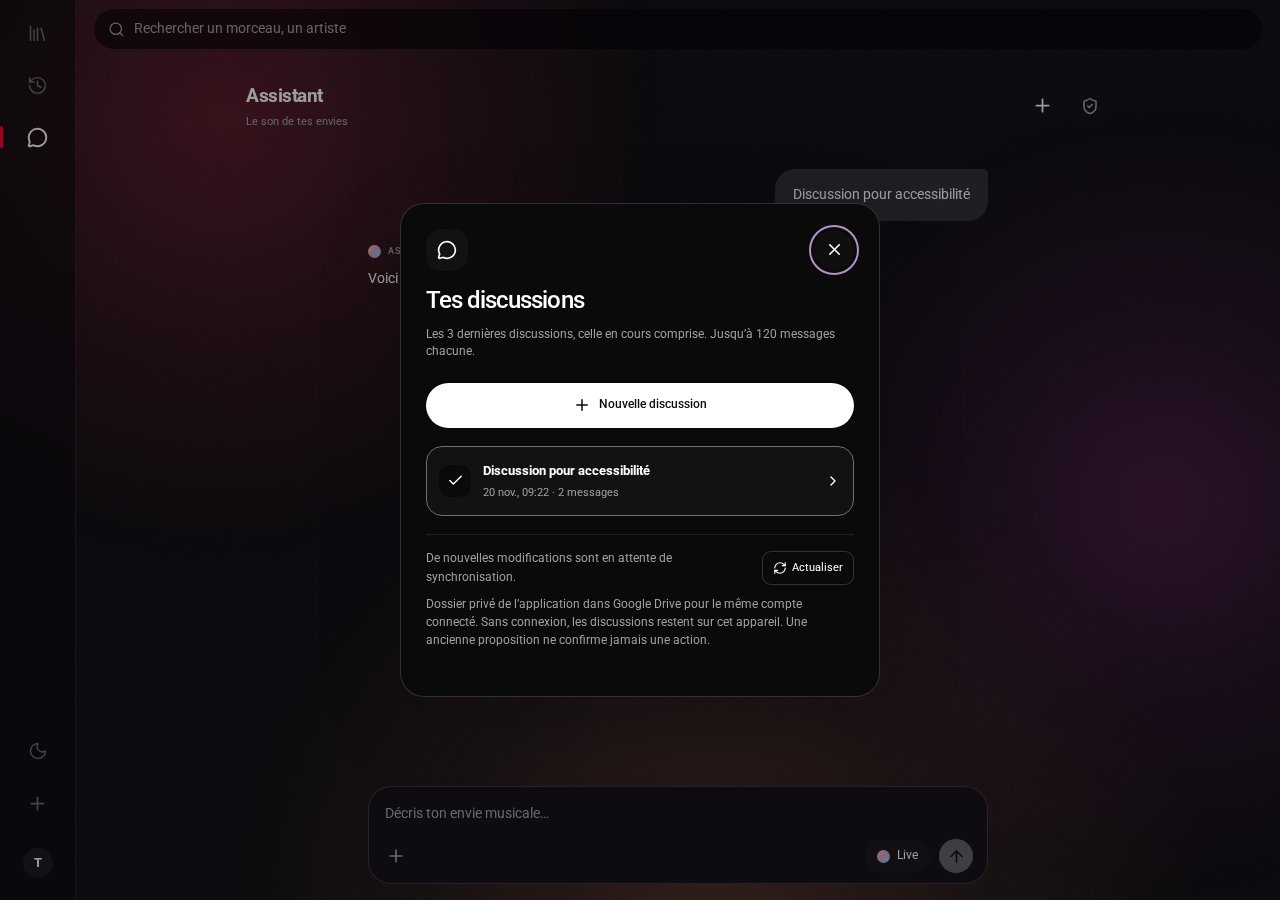 Rechercher un morceau, un artiste
Assistant
Le son de tes envies
Discussion pour accessibilité
AS
Voici
Tes discussions
Les 3 dernières discussions, celle en cours comprise. Jusqu’à 120 messages
chacune.
Nouvelle discussion
Discussion pour accessibilité
20 nov., 09:22 · 2 messages
De nouvelles modifications sont en attente de
synchronisation.
Actualiser
Dossier privé de l’application dans Google Drive pour le même compte
connecté. Sans connexion, les discussions restent sur cet appareil. Une
ancienne proposition ne confirme jamais une action.
Décris ton envie musicale…
Live
T